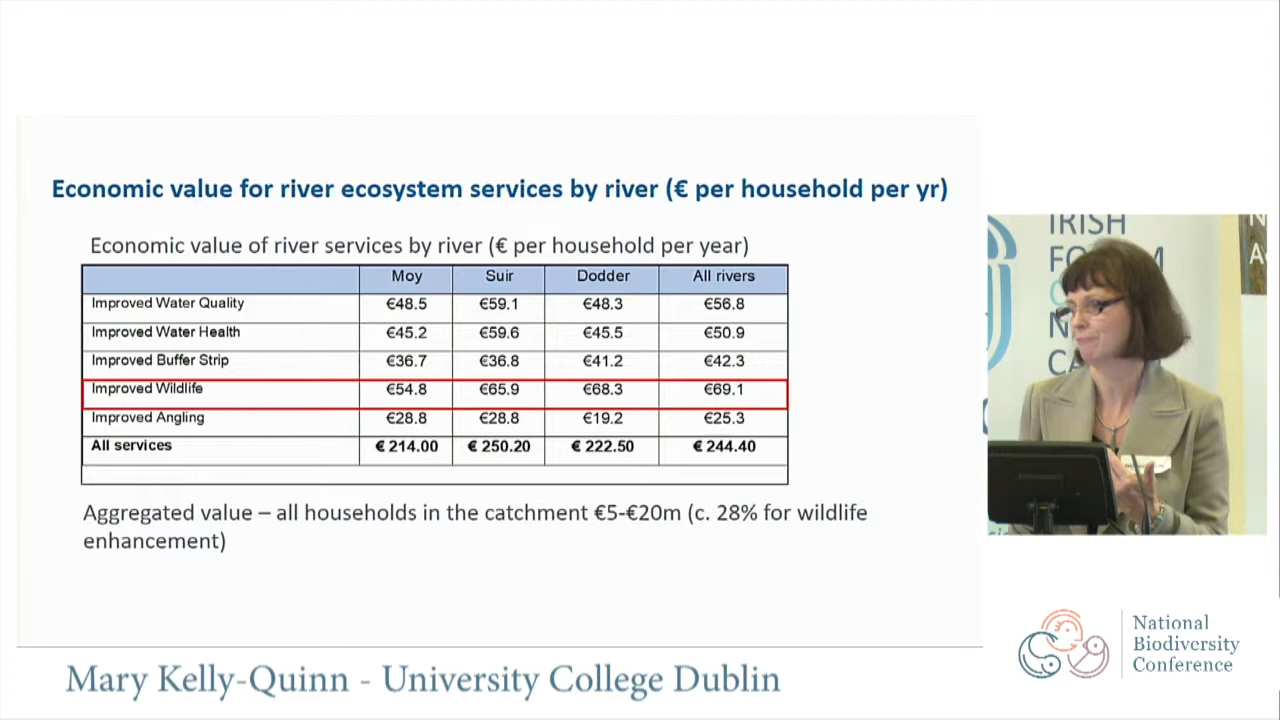 Economic value for river ecosystem services by river (€ per household per yr)
Economic value of river services by river (€ per household per year)
Moy Suir Dodder All rivers
Improved Water Quality €48.5 €59.1 €48.3 €56.8
Improved Water Health €45.2 €59.6 €45.5 €50.9
Improved Buffer Strip €36.7 €36.8 €41.2 €42.3
Improved Wildlife €54.8 €65.9 €68.3 €69.1
Improved Angling €28.8 €28.8 €19.2 €25.3
All services € 214.00 € 250.20 € 222.50 € 244.40
Aggregated value – all households in the catchment €5-€20m (c. 28% for wildlife
enhancement)
IRISH
National
Biodiversity
Conference
Mary Kelly-Quinn - University College Dublin